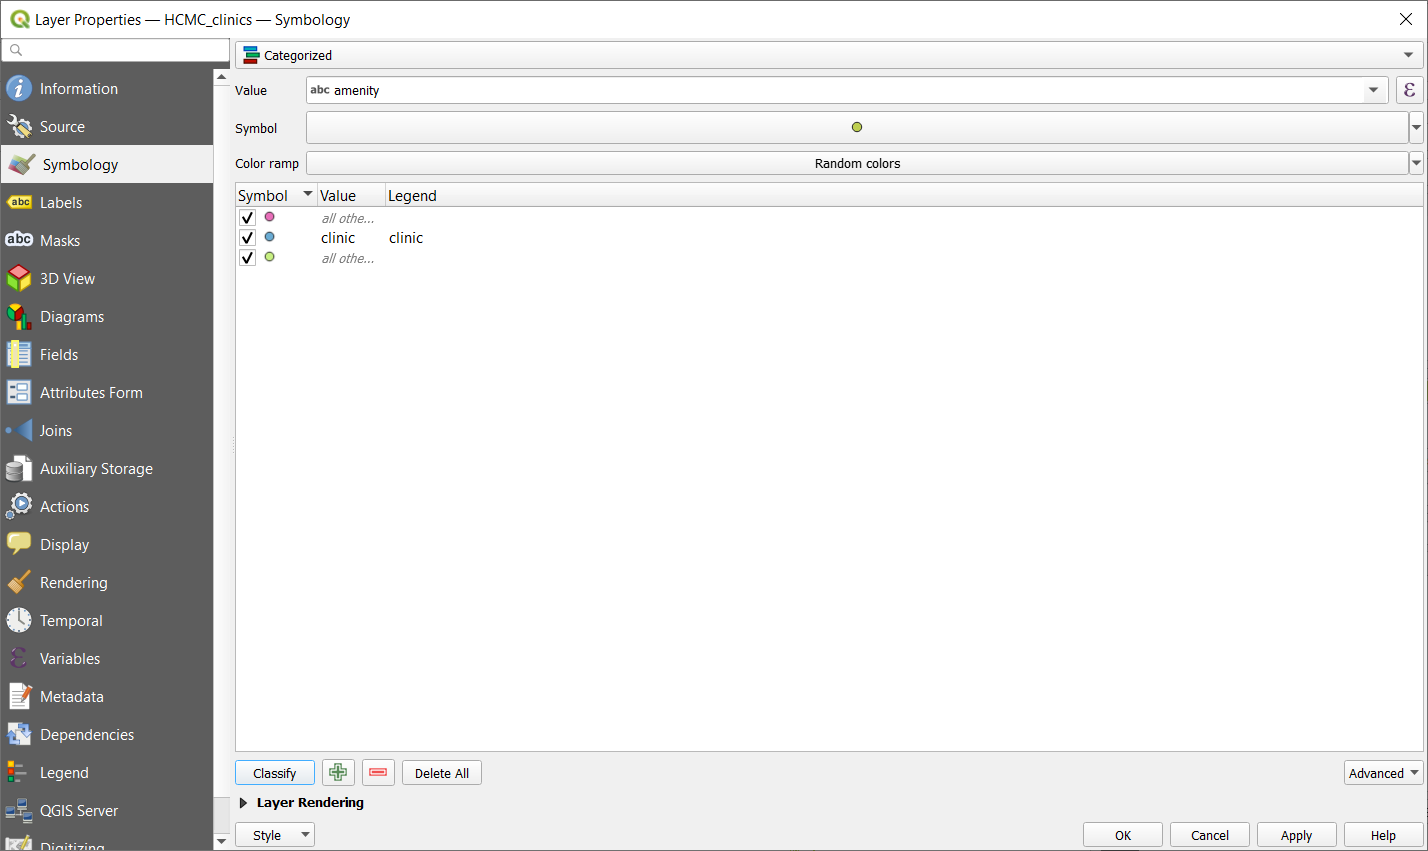 Layer Properties — HCMC_clinics — Symbology
Categorized
Information
Value abc amenity ε
Source
Symbol
Symbology
Color ramp Random colors
Symbol Value Legend
abc Labels
all othe...
abc Masks
clinic clinic
all othe...
3D View
Diagrams
Fields
Attributes Form
Joins
Auxiliary Storage
Actions
Display
Rendering
Temporal
Variables
Metadata
Dependencies
Legend
Classify Delete All Advanced
Layer Rendering
QGIS Server
Style OK Cancel Apply Help
Digitizing